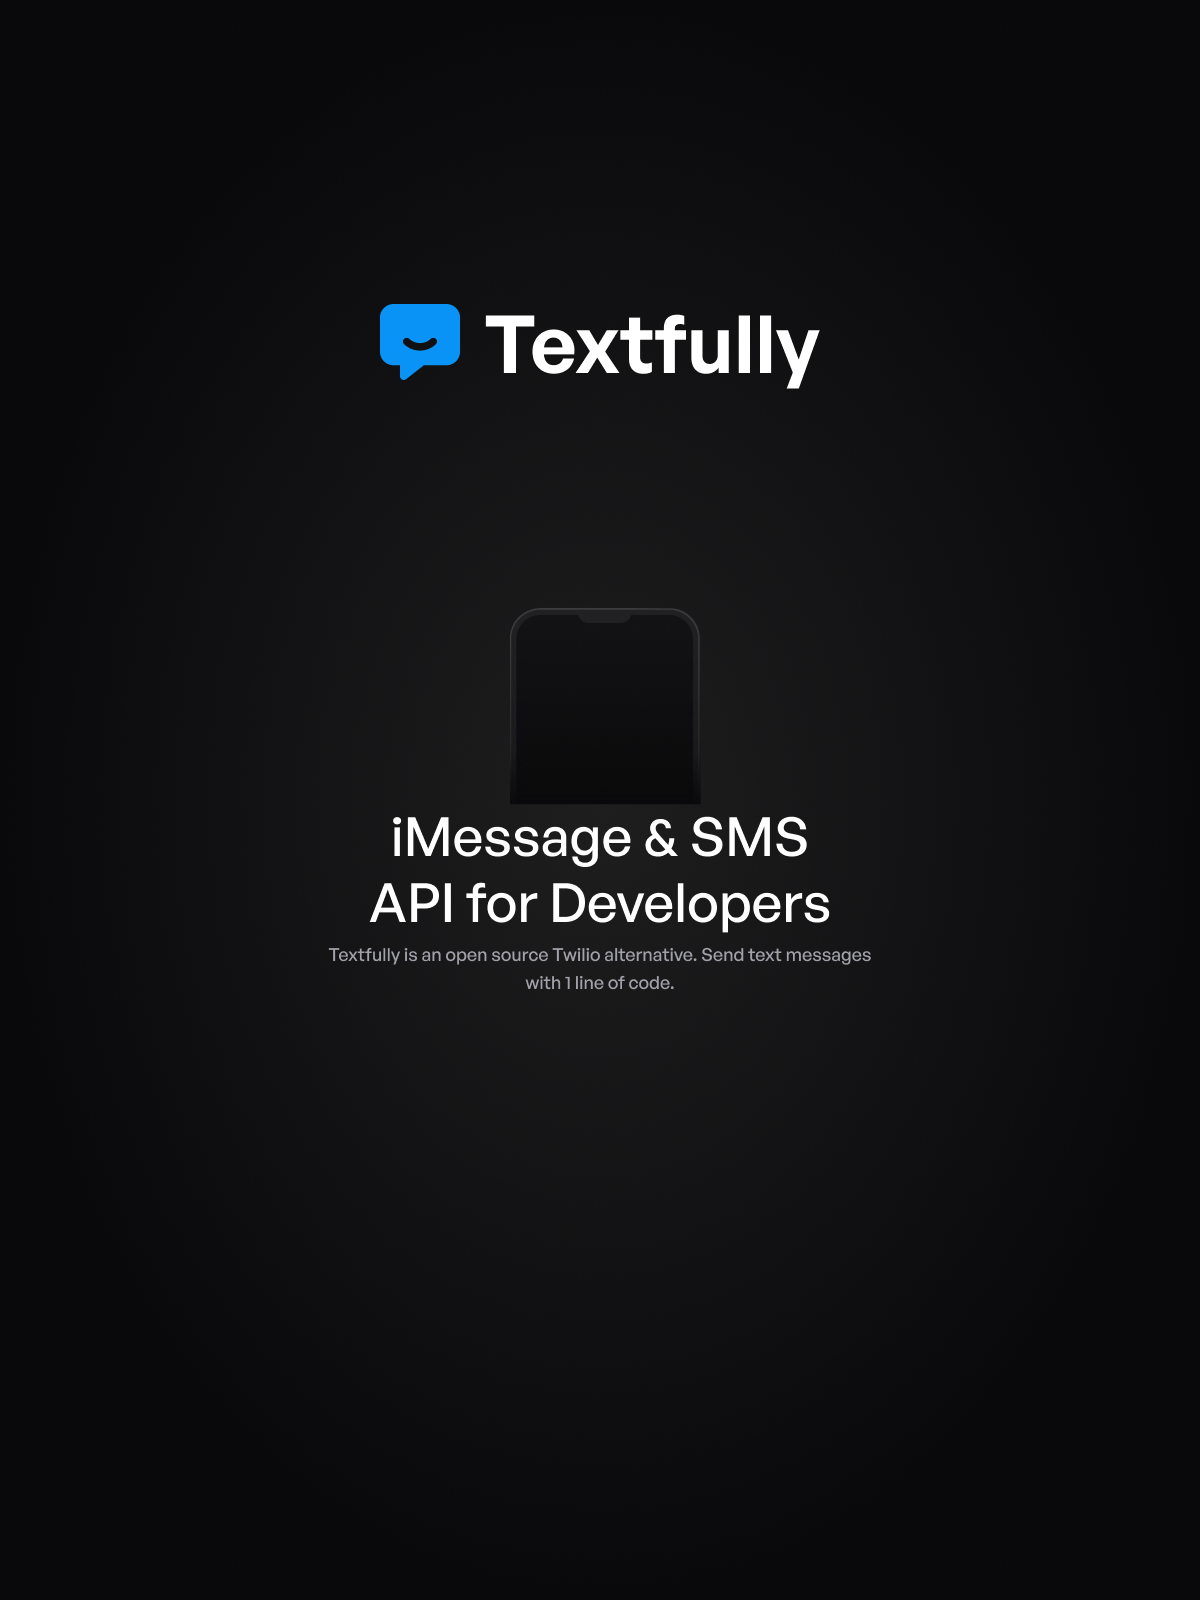 Textfully
iMessage & SMS
API for Developers
Textfully is an open source Twilio alternative. Send text messages
with 1 line of code.